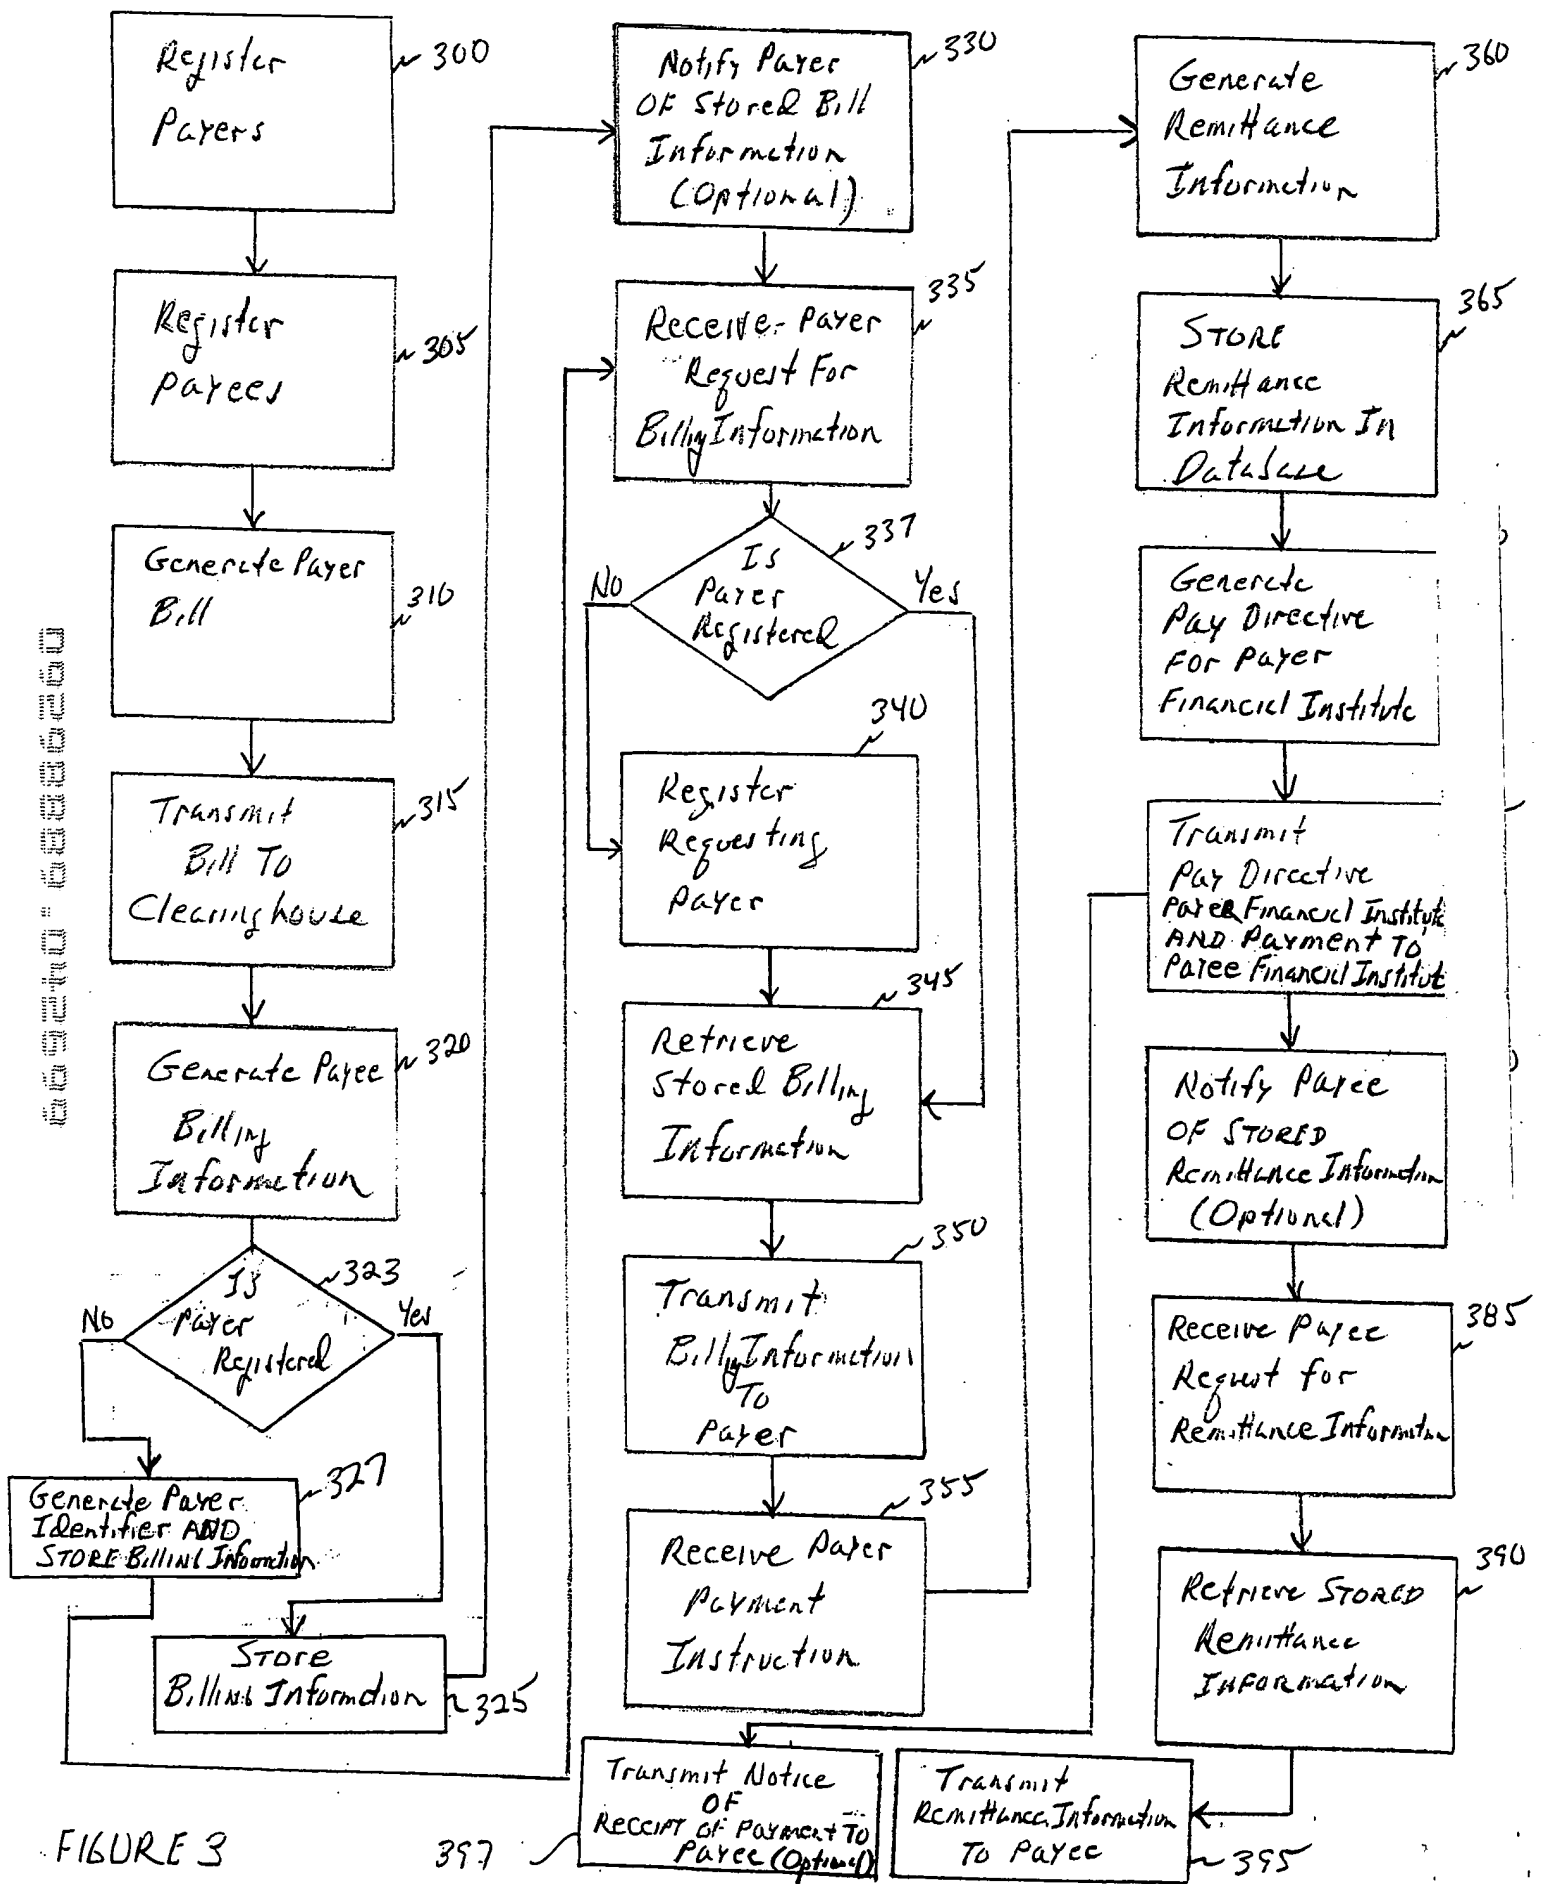 Register
Payers
300
Register
Payees
305
Generate Payer
Bill
310
Transmit
Bill To
Clearinghouse
315
Generate Payee
Billing
Information
320
Is
Payer
Registered
323
No
Yes
Generate Payer
Identifier AND
STORE Billing Information
327
Store
Billing Information
325
Notify Payer
OF Stored Bill
Information
(Optional)
330
Receive Payer
Request For
Billing Information
335
Is
Payer
Registered
337
No
Yes
Register
Requesting
Payer
340
Retrieve
Stored Billing
Information
345
Transmit
Billing Information
To
Payer
350
Receive Payer
Payment
Instruction
355
Generate
Remittance
Information
360
STORE
Remittance
Information In
Database
365
Generate
Pay Directive
For Payer
Financial Institute
Transmit
Pay Directive
Payer Financial Institute
AND Payment To
Payee Financial Institut
Notify Payee
OF STORED
Remittance Information
(Optional)
Receive Payee
Request for
Remittance Information
385
Retrieve STORED
Remittance
INFORMATION
390
Transmit Notice
OF
RECEIPT OF PAYMENT TO
Payee (Optional)
397
Transmit
Remittance Information
To Payee
395
FIGURE 3